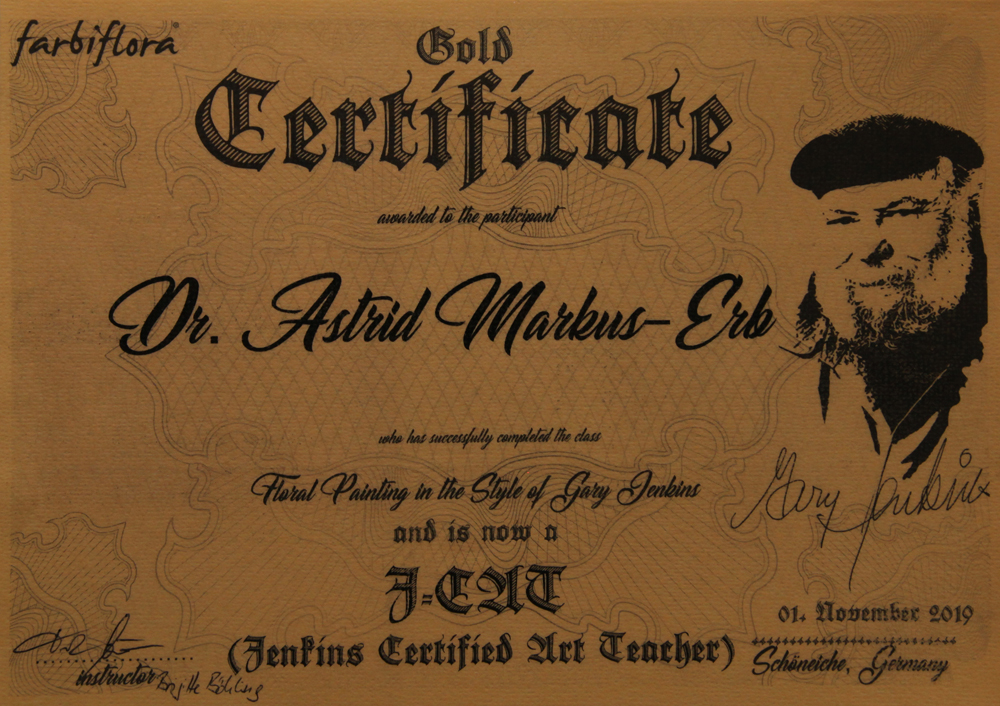 farbiflora®
Gold
Certificate
awarded to the participant
Dr. Astrid Markus-Erb
who has successfully completed the class
Floral Painting in the Style of Gary Jenkins
and is now a
J=CAT
(Jenkins Certified Art Teacher)
Gary Jenkins
01. November 2019
Schöneiche, Germany
instructor Brigitte